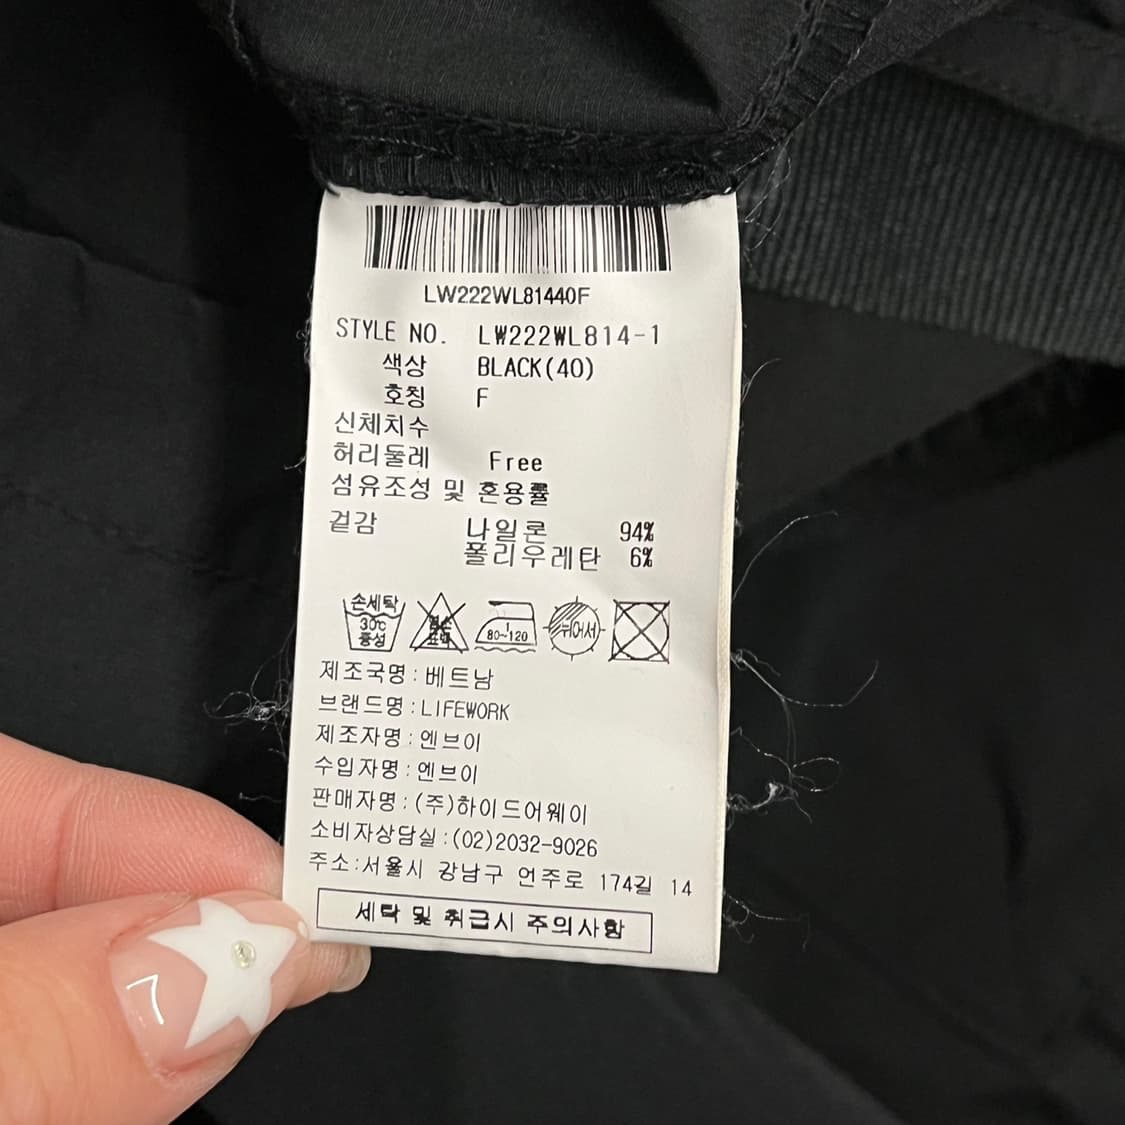 LW222WL81440F
STYLE NO. LW222WL814-1
색상 BLACK(40)
호칭 F
신체치수
허리둘레 Free
섬유조성 및 혼용률
겉감 나일론 94%
폴리우레탄 6%
손세탁 30℃ 중성 염소 표백 80~120 뉘어서
제조국명:베트남
브랜드명:LIFEWORK
제조자명:엔브이
수입자명:엔브이
판매자명:(주)하이드어웨이
소비자상담실:(02)2032-9026
주소:서울시 강남구 언주로 174길 14
세탁 및 취급시 주의사항